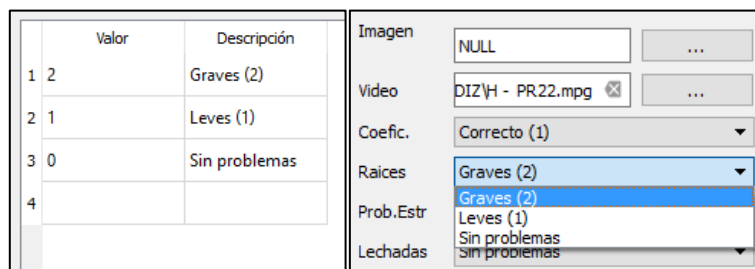 Valor Descripción
1 2 Graves (2)
2 1 Leves (1)
3 0 Sin problemas
4
Imagen NULL ...
Video DIZ\H - PR22.mpg ...
Coefic. Correcto (1)
Raices Graves (2)
Graves (2)
Prob.Estr Leves (1)
Sin problemas
Lechadas Sin problemas